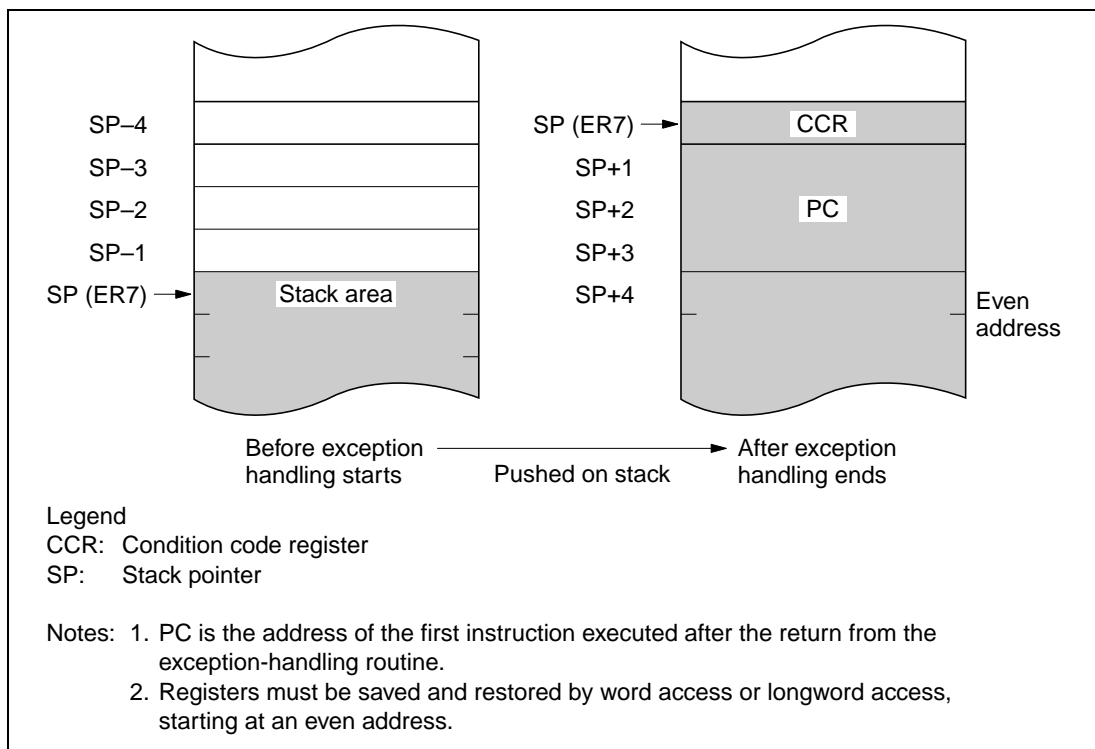 SP–4
SP–3
SP–2
SP–1
SP (ER7)
Stack area
SP (ER7)
CCR
SP+1
SP+2
PC
SP+3
SP+4
Even
address
Before exception
handling starts
Pushed on stack
After exception
handling ends
Legend
CCR: Condition code register
SP: Stack pointer
Notes: 1. PC is the address of the first instruction executed after the return from the
exception-handling routine.
2. Registers must be saved and restored by word access or longword access,
starting at an even address.